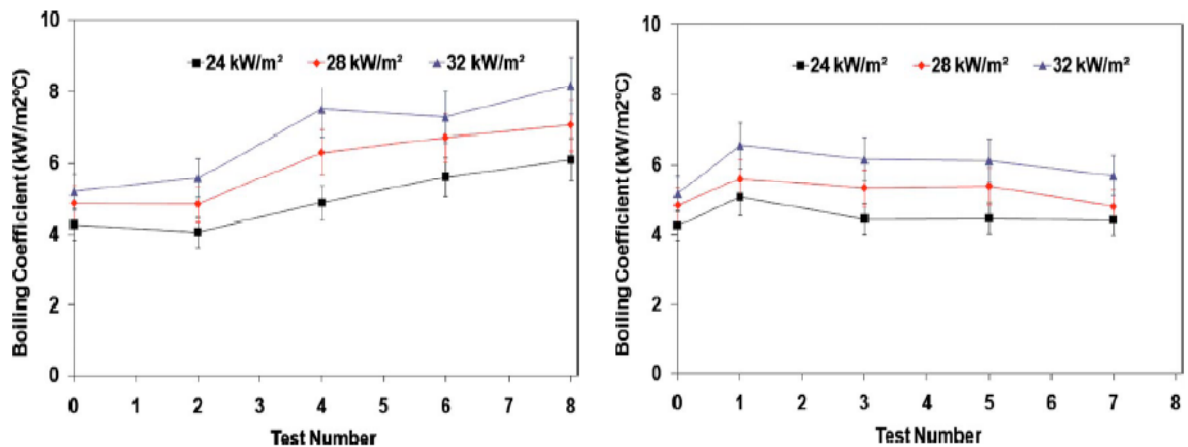 10
8
6
4
2
0
Boiling Coefficient (kW/m2ºC)
24 kW/m² 28 kW/m² 32 kW/m²
0 1 2 3 4 5 6 7 8
Test Number
10
8
6
4
2
0
Boiling Coefficient (kW/m2ºC)
24 kW/m² 28 kW/m² 32 kW/m²
0 1 2 3 4 5 6 7 8
Test Number